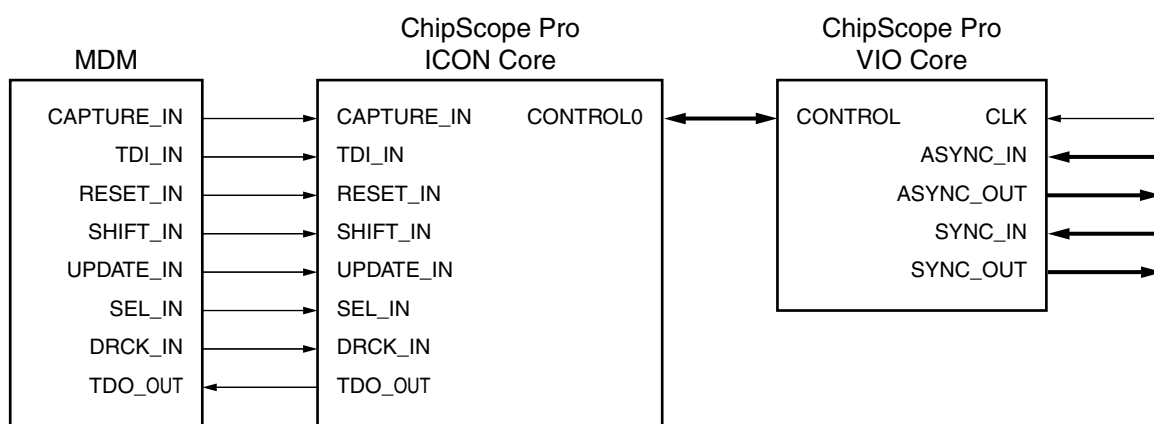 MDM
CAPTURE_IN
TDI_IN
RESET_IN
SHIFT_IN
UPDATE_IN
SEL_IN
DRCK_IN
TDO_OUT
ChipScope Pro
ICON Core
CAPTURE_IN
CONTROL0
TDI_IN
RESET_IN
SHIFT_IN
UPDATE_IN
SEL_IN
DRCK_IN
TDO_OUT
ChipScope Pro
VIO Core
CONTROL
CLK
ASYNC_IN
ASYNC_OUT
SYNC_IN
SYNC_OUT